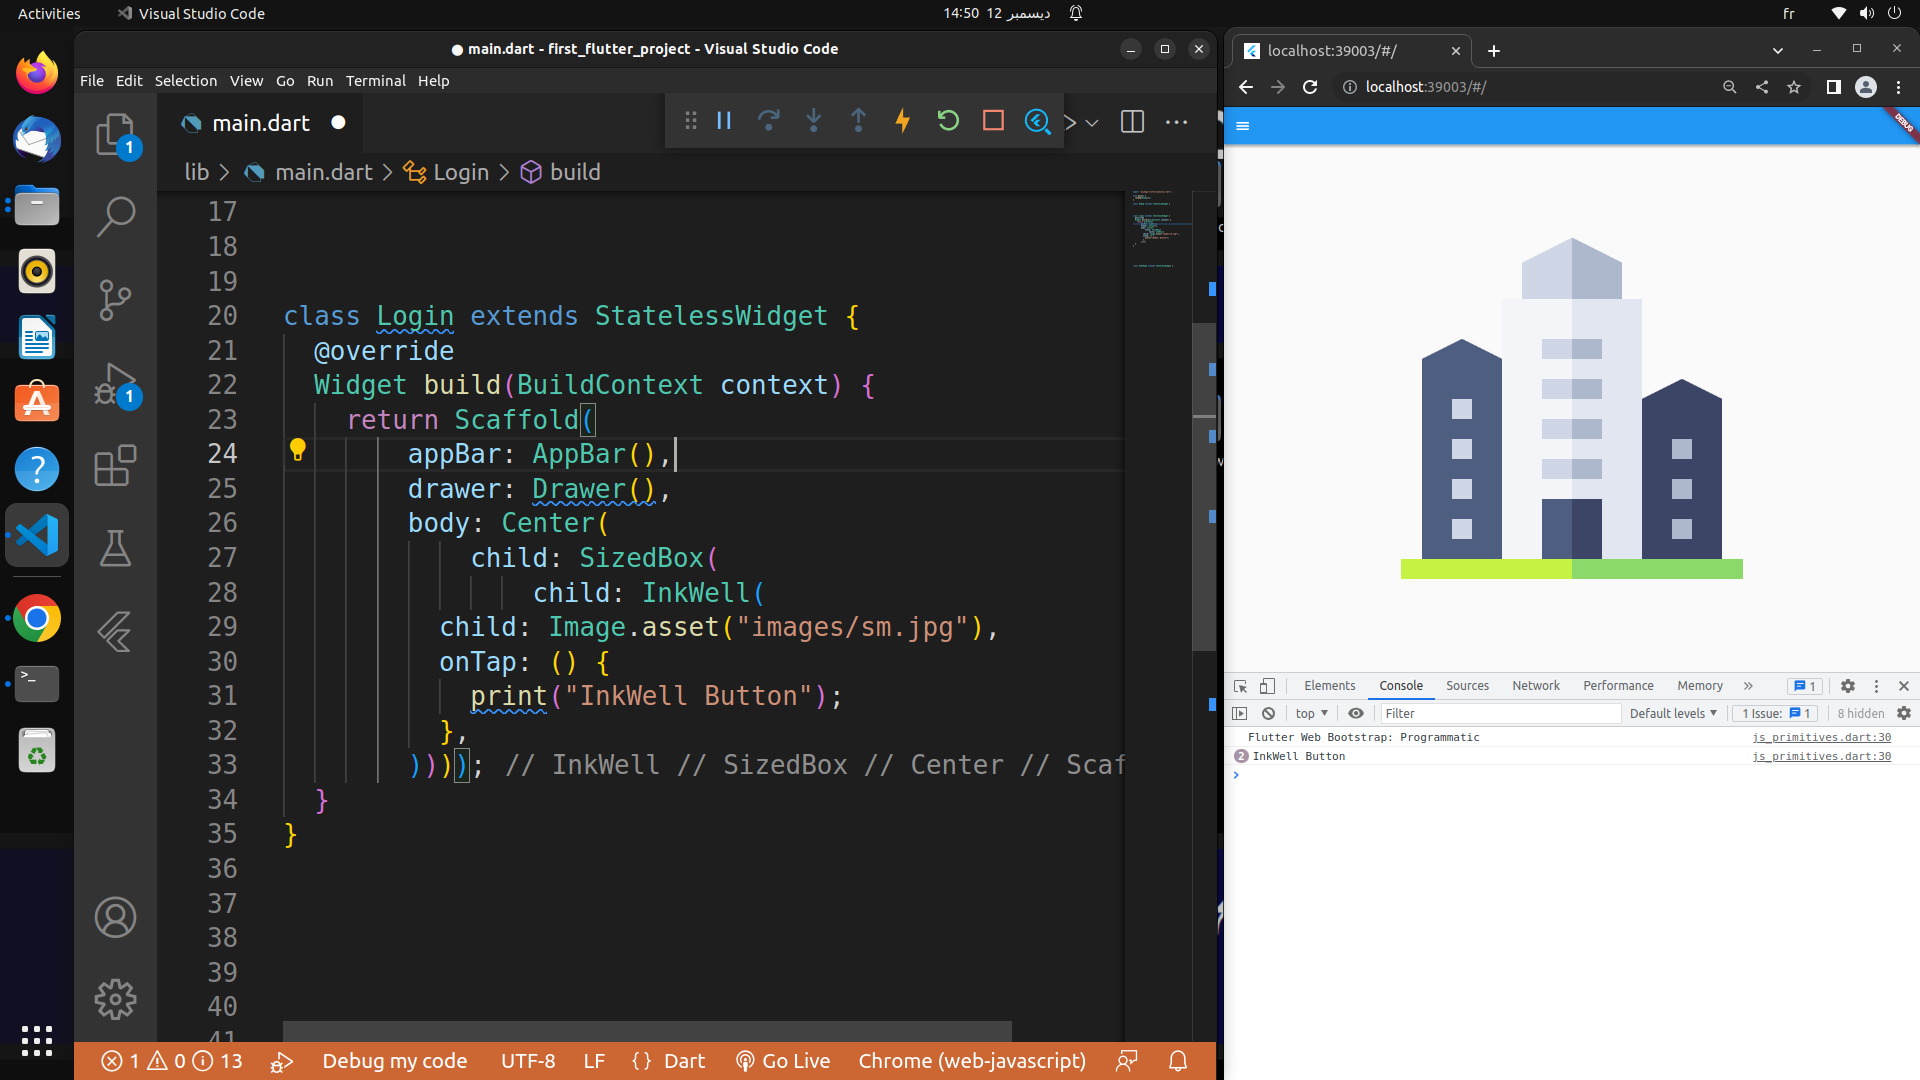 Activities
Visual Studio Code
14:50 12 ديسمبر
fr
main.dart - first_flutter_project - Visual Studio Code
File Edit Selection View Go Run Terminal Help
main.dart
lib > main.dart > Login > build
17
18
19
20 class Login extends StatelessWidget {
21 @override
22 Widget build(BuildContext context) {
23 return Scaffold(
24 appBar: AppBar(),
25 drawer: Drawer(),
26 body: Center(
27 child: SizedBox(
28 child: InkWell(
29 child: Image.asset("images/sm.jpg"),
30 onTap: () {
31 print("InkWell Button");
32 },
33 )))); // InkWell // SizedBox // Center // Scaf
34 }
35 }
36
37
38
39
40
41
1
1
1 0 13 Debug my code UTF-8 LF {} Dart Go Live Chrome (web-javascript)
localhost:39003/#/
localhost:39003/#/
DEBUG
Elements Console Sources Network Performance Memory » 1
top Filter Default levels 1 Issue: 1 8 hidden
Flutter Web Bootstrap: Programmatic js_primitives.dart:30
2 InkWell Button js_primitives.dart:30